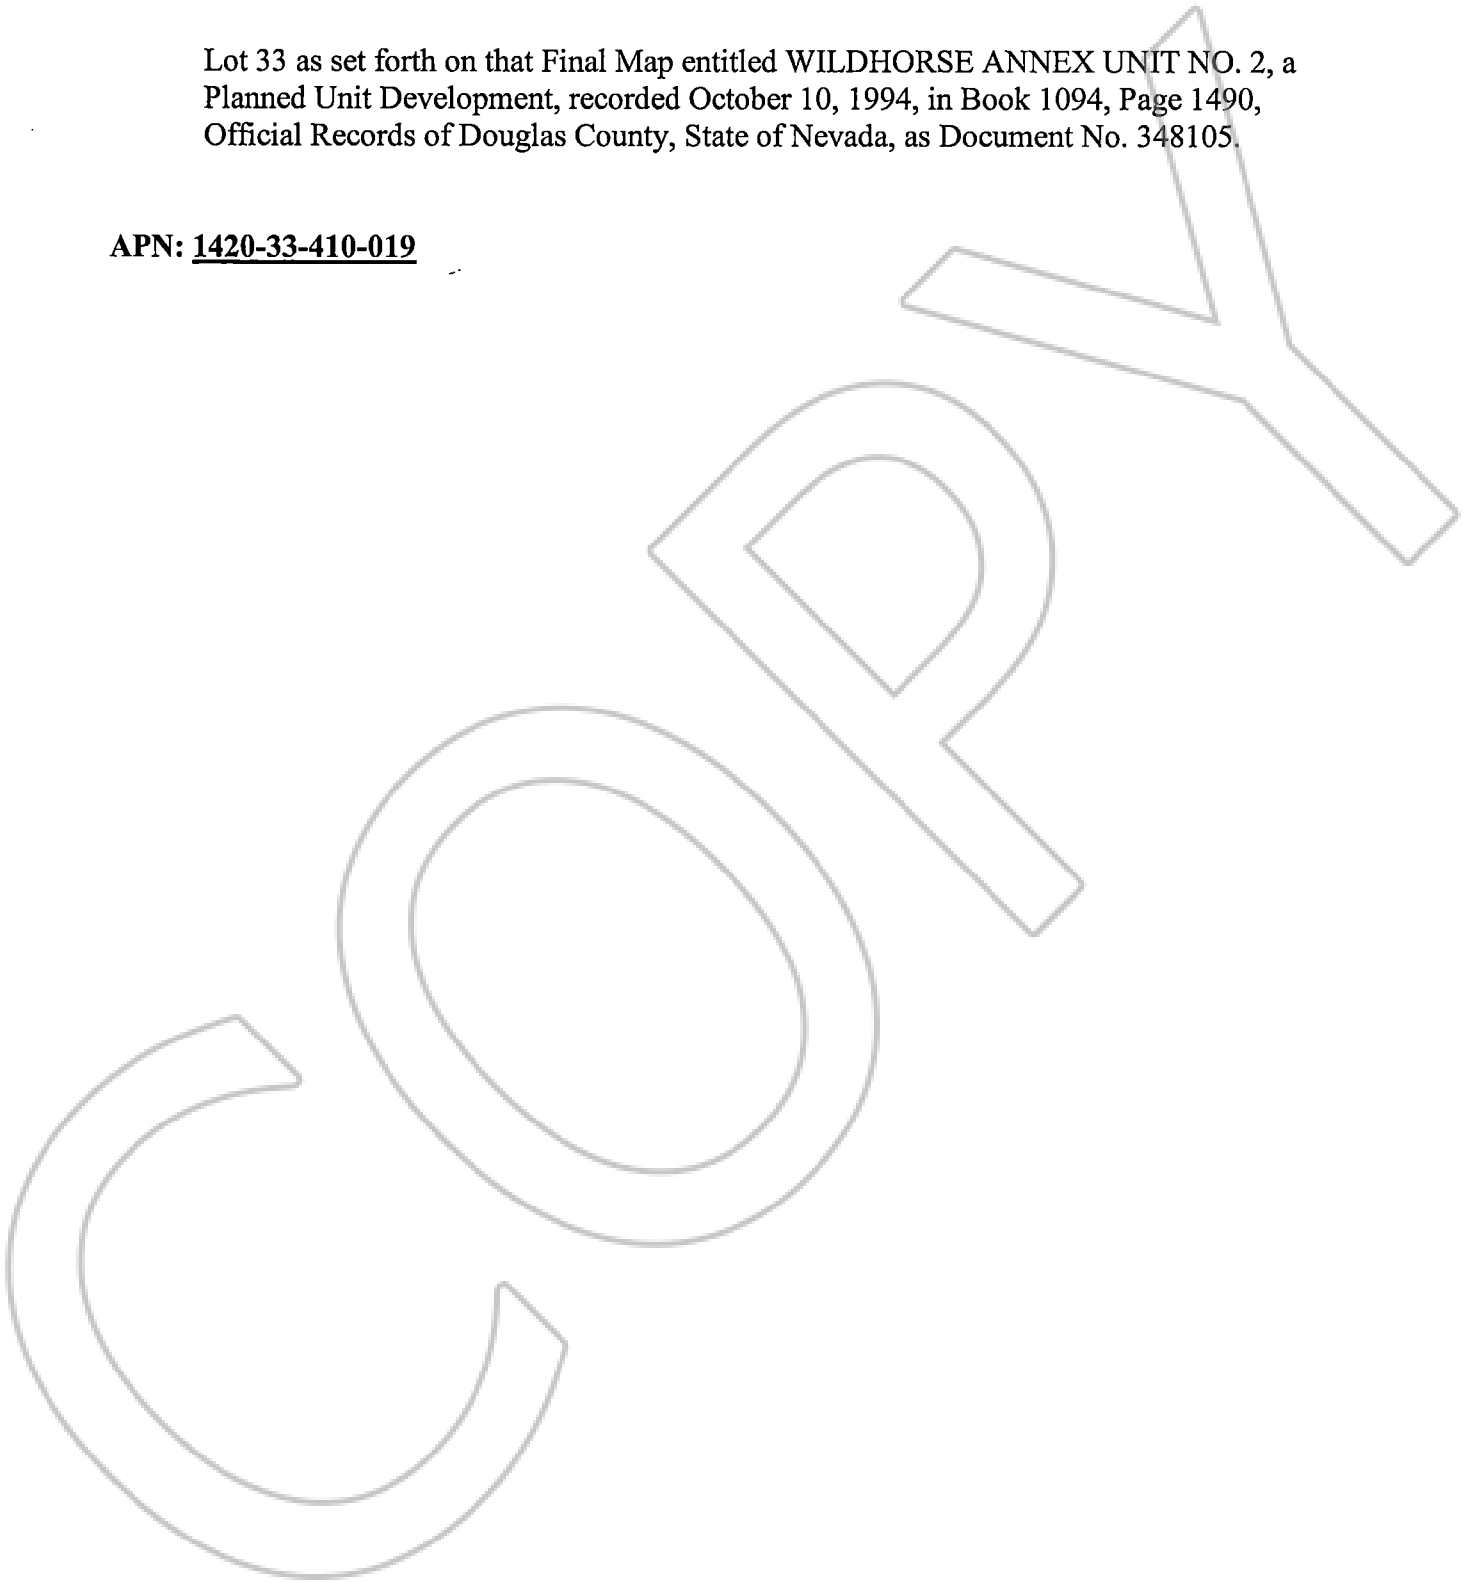 Lot 33 as set forth on that Final Map entitled WILDHORSE ANNEX UNIT NO. 2, a
Planned Unit Development, recorded October 10, 1994, in Book 1094, Page 1490,
Official Records of Douglas County, State of Nevada, as Document No. 348105.
APN: 1420-33-410-019
COPY